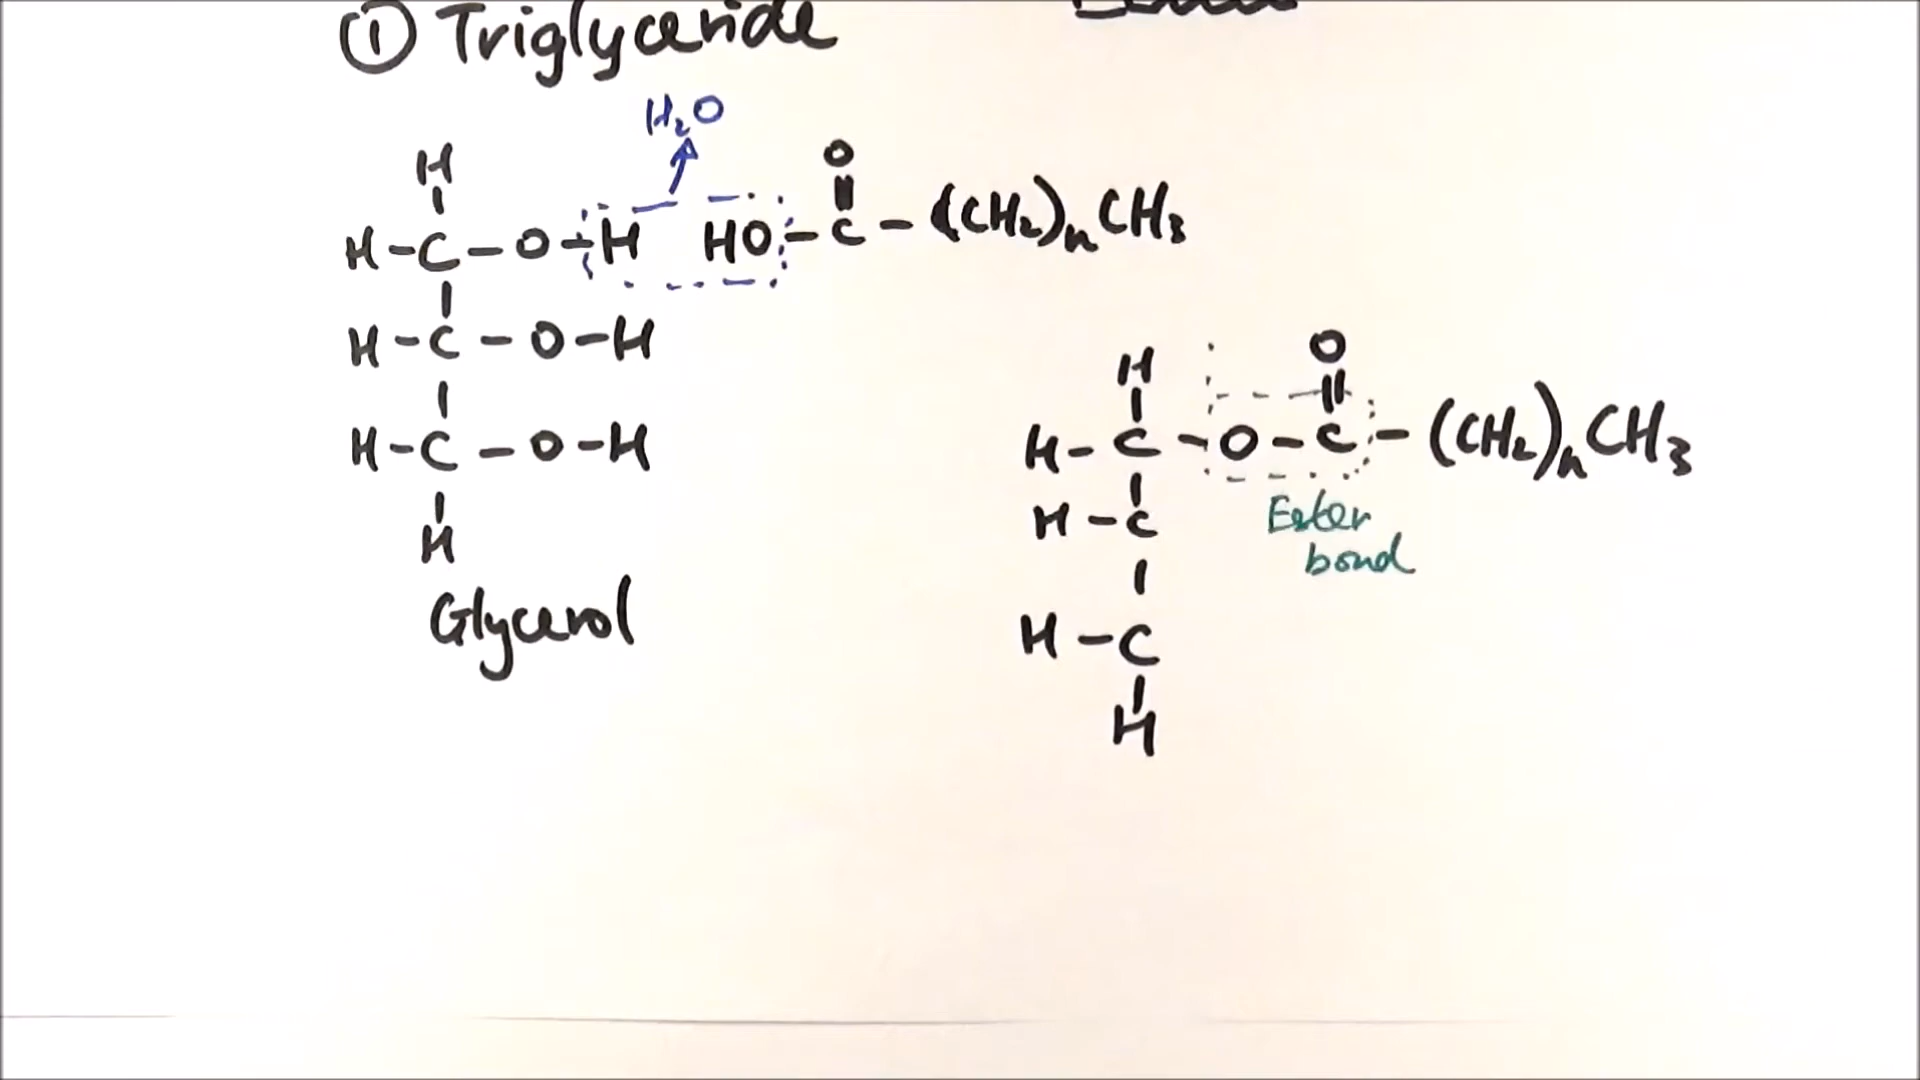 ① Triglyceride
H₂O
H
H-C-O-H HO-C-(CH₂)ₙCH₃
O
H-C-O-H
H-C-O-H
H
Glycerol
O
H
H-C-O-C-(CH₂)ₙCH₃
H-C
Ester
bond
H-C
H